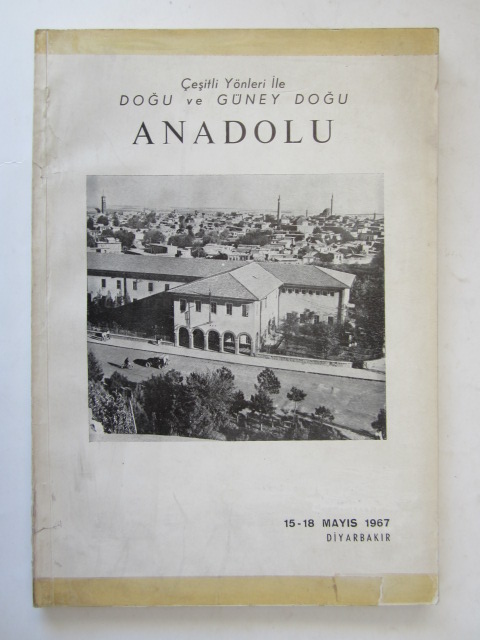 Çeşitli Yönleri İle
DOĞU ve GÜNEY DOĞU
ANADOLU
15-18 MAYIS 1967
DİYARBAKIR